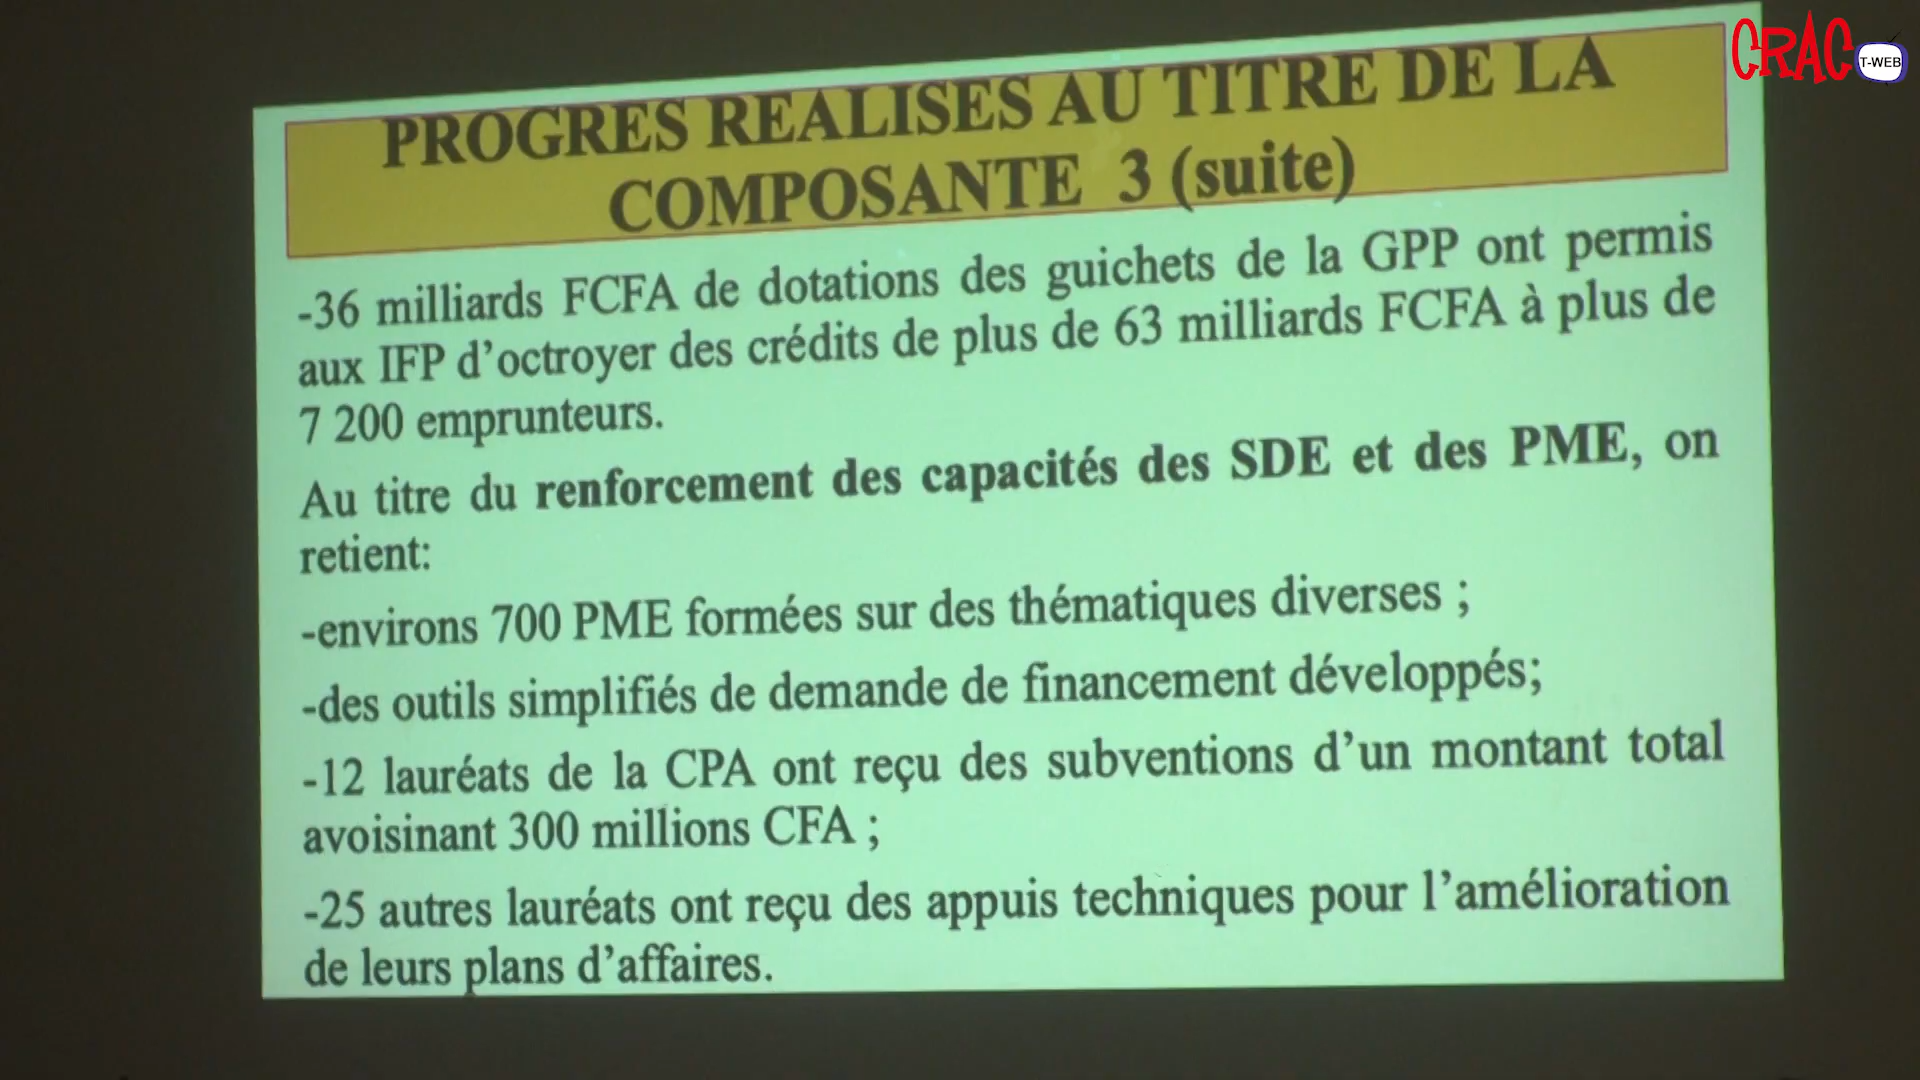 CRAC
T-WEB
PROGRES REALISES AU TITRE DE LA
COMPOSANTE 3 (suite)
-36 milliards FCFA de dotations des guichets de la GPP ont permis
aux IFP d’octroyer des crédits de plus de 63 milliards FCFA à plus de
7 200 emprunteurs.
Au titre du renforcement des capacités des SDE et des PME, on
retient:
-environs 700 PME formées sur des thématiques diverses ;
-des outils simplifiés de demande de financement développés;
-12 lauréats de la CPA ont reçu des subventions d’un montant total
avoisinant 300 millions CFA ;
-25 autres lauréats ont reçu des appuis techniques pour l’amélioration
de leurs plans d’affaires.